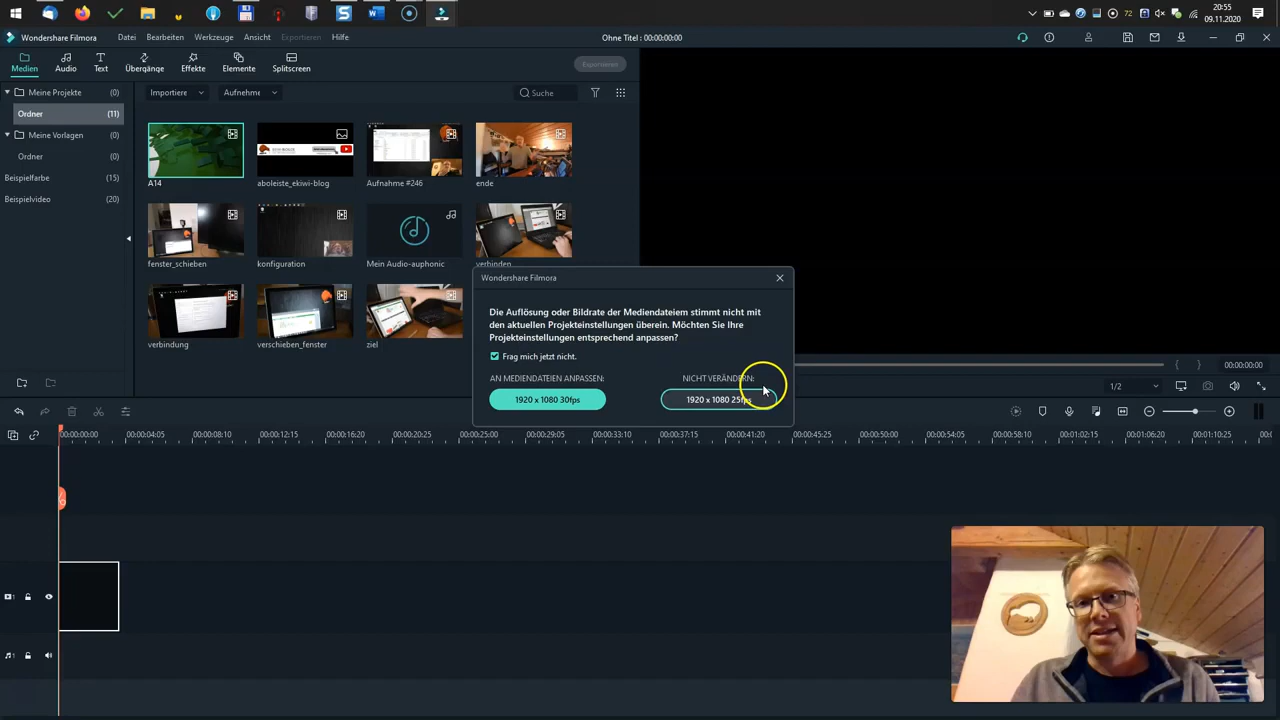 20:55
72
09.11.2020
Wondershare Filmora
Datei
Bearbeiten
Werkzeuge
Ansicht
Exportieren
Hilfe
Ohne Titel : 00:00:00:00
Medien
Audio
Text
Übergänge
Effekte
Elemente
Splitscreen
Exportieren
Meine Projekte (0)
Importiere
Aufnehme
Suche
Ordner (11)
Meine Vorlagen (0)
Ordner (0)
Beispielfarbe (15)
Beispielvideo (20)
A14
aboleiste_ekiwi-blog
Aufnahme #246
ende
fenster_schieben
konfiguration
Mein Audio-auphonic
verbinden
verbindung
verschieben_fenster
ziel
Wondershare Filmora
Die Auflösung oder Bildrate der Mediendateiem stimmt nicht mit
den aktuellen Projekteinstellungen überein. Möchten Sie Ihre
Projekteinstellungen entsprechend anpassen?
Frag mich jetzt nicht.
AN MEDIENDATEIEN ANPASSEN:
NICHT VERÄNDERN:
1920 x 1080 30fps
1920 x 1080 25fps
00:00:00:00
1/2
00:00:00:00
00:00:04:05
00:00:08:10
00:00:12:15
00:00:16:20
00:00:20:25
00:00:25:00
00:00:29:05
00:00:33:10
00:00:37:15
00:00:41:20
00:00:45:25
00:00:50:00
00:00:54:05
00:00:58:10
00:01:02:15
00:01:06:20
00:01:10:25
1
1